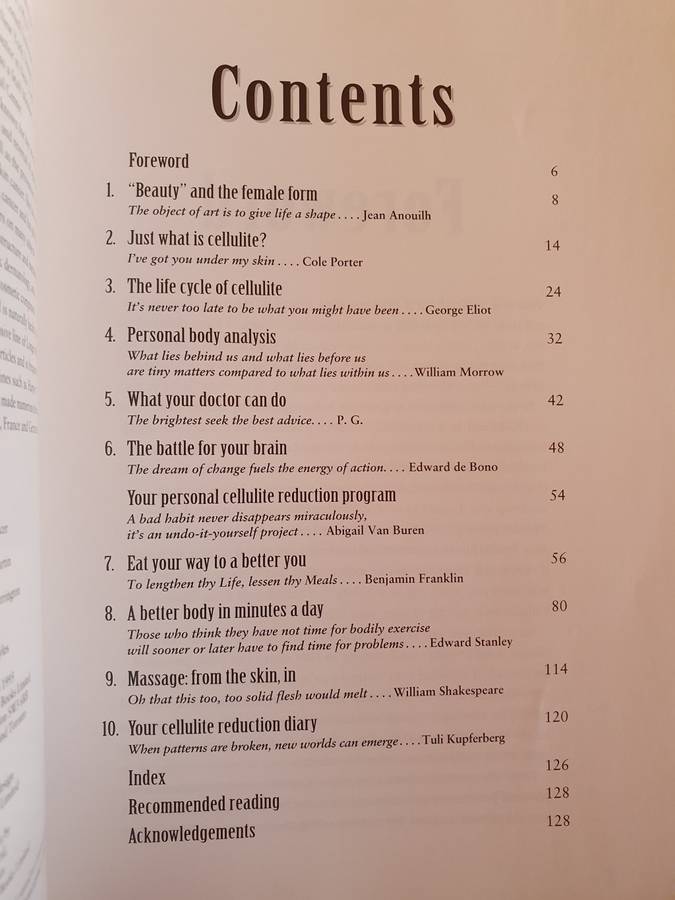 Contents
Foreword 6
1. "Beauty" and the female form 8
The object of art is to give life a shape . . . . Jean Anouilh
2. Just what is cellulite? 14
I've got you under my skin . . . . Cole Porter
3. The life cycle of cellulite 24
It's never too late to be what you might have been . . . . George Eliot
4. Personal body analysis 32
What lies behind us and what lies before us
are tiny matters compared to what lies within us . . . . William Morrow
5. What your doctor can do 42
The brightest seek the best advice. . . . P. G.
6. The battle for your brain 48
The dream of change fuels the energy of action. . . . Edward de Bono
Your personal cellulite reduction program 54
A bad habit never disappears miraculously,
it's an undo-it-yourself project . . . . Abigail Van Buren
7. Eat your way to a better you 56
To lengthen thy Life, lessen thy Meals . . . . Benjamin Franklin
8. A better body in minutes a day 80
Those who think they have not time for bodily exercise
will sooner or later have to find time for problems . . . . Edward Stanley
9. Massage: from the skin, in 114
Oh that this too, too solid flesh would melt . . . . William Shakespeare
10. Your cellulite reduction diary 120
When patterns are broken, new worlds can emerge. . . . Tuli Kupferberg
Index 126
Recommended reading 128
Acknowledgements 128